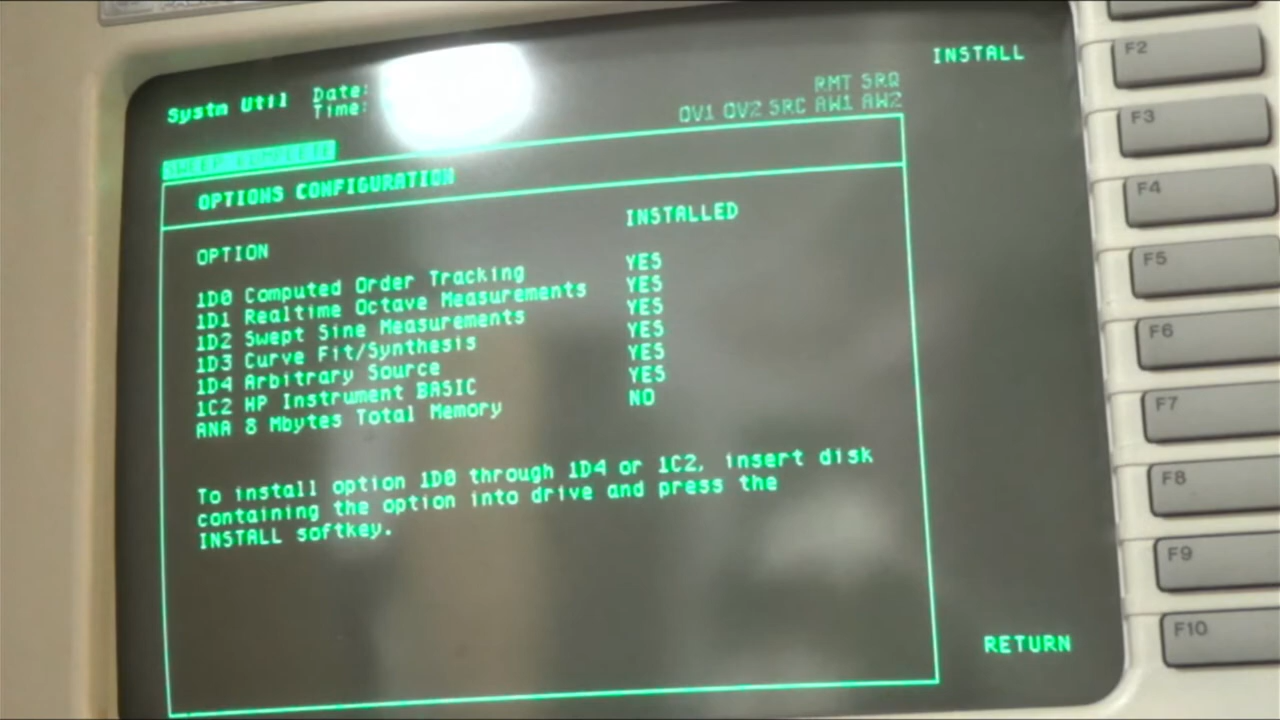 INSTALL
Systm Util Date:
Time:
RMT SRQ
OV1 OV2 SRC AW1 AW2
SWEEP COMPLETE
OPTIONS CONFIGURATION
OPTION INSTALLED
1D0 Computed Order Tracking YES
1D1 Realtime Octave Measurements YES
1D2 Swept Sine Measurements YES
1D3 Curve Fit/Synthesis YES
1D4 Arbitrary Source YES
1C2 HP Instrument BASIC YES
ANA 8 Mbytes Total Memory NO
To install option 1D0 through 1D4 or 1C2, insert disk
containing the option into drive and press the
INSTALL softkey.
RETURN
F2
F3
F4
F5
F6
F7
F8
F9
F10